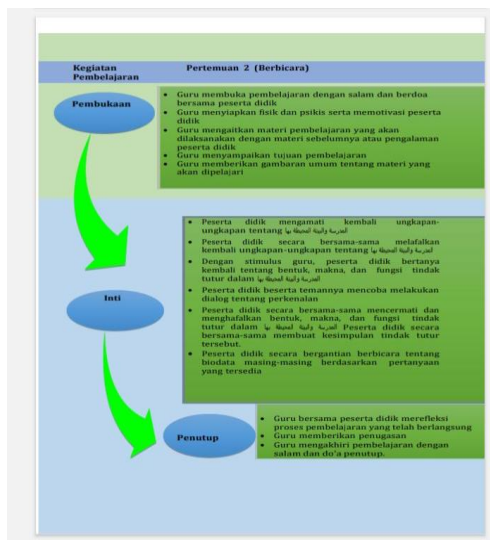 Kegiatan
Pembelajaran
Pertemuan 2 (Berbicara)
Pembukaan
• Guru membuka pembelajaran dengan salam dan berdoa
bersama peserta didik
• Guru menyiapkan fisik dan psikis serta memotivasi peserta
didik
• Guru mengaitkan materi pembelajaran yang akan
dilaksanakan dengan materi sebelumnya atau pengalaman
peserta didik
• Guru menyampaikan tujuan pembelajaran
• Guru memberikan gambaran umum tentang materi yang
akan dipelajari
Inti
• Peserta didik mengamati kembali ungkapan-
ungkapan tentang المدرسة والبيئة المحيطة بها
• Peserta didik secara bersama-sama melafalkan
kembali ungkapan-ungkapan tentang المدرسة والبيئة المحيطة بها
• Dengan stimulus guru, peserta didik bertanya
kembali tentang bentuk, makna, dan fungsi tindak
tutur dalam المدرسة والبيئة المحيطة بها
• Peserta didik beserta temannya mencoba melakukan
dialog tentang perkenalan
• Peserta didik secara bersama-sama mencermati dan
menghafalkan bentuk, makna, dan fungsi tindak
tutur dalam المدرسة والبيئة المحيطة بها Peserta didik secara
bersama-sama membuat kesimpulan tindak tutur
tersebut.
• Peserta didik secara bergantian berbicara tentang
biodata masing-masing berdasarkan pertanyaan
yang tersedia
Penutup
• Guru bersama peserta didik merefleksi
proses pembelajaran yang telah berlangsung
• Guru memberikan penugasan
• Guru mengakhiri pembelajaran dengan
salam dan do'a penutup.